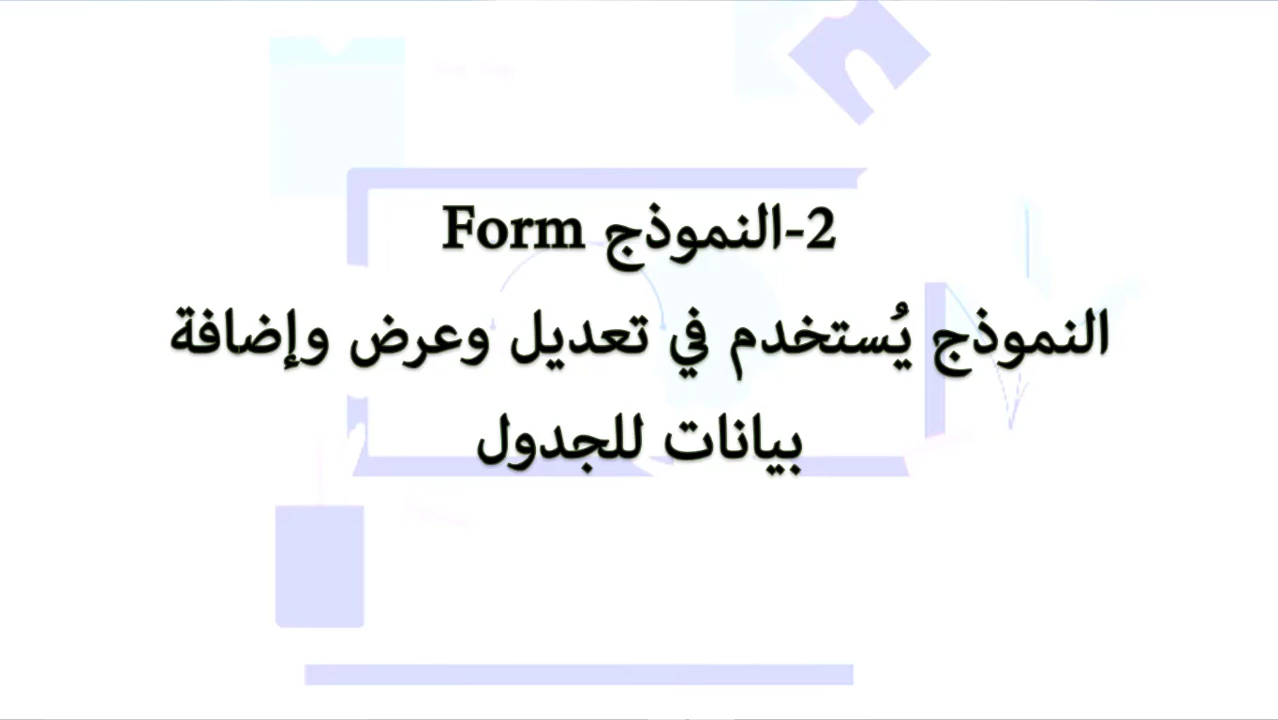 2-النموذج Form
النموذج يُستخدم في تعديل وعرض وإضافة
بيانات للجدول